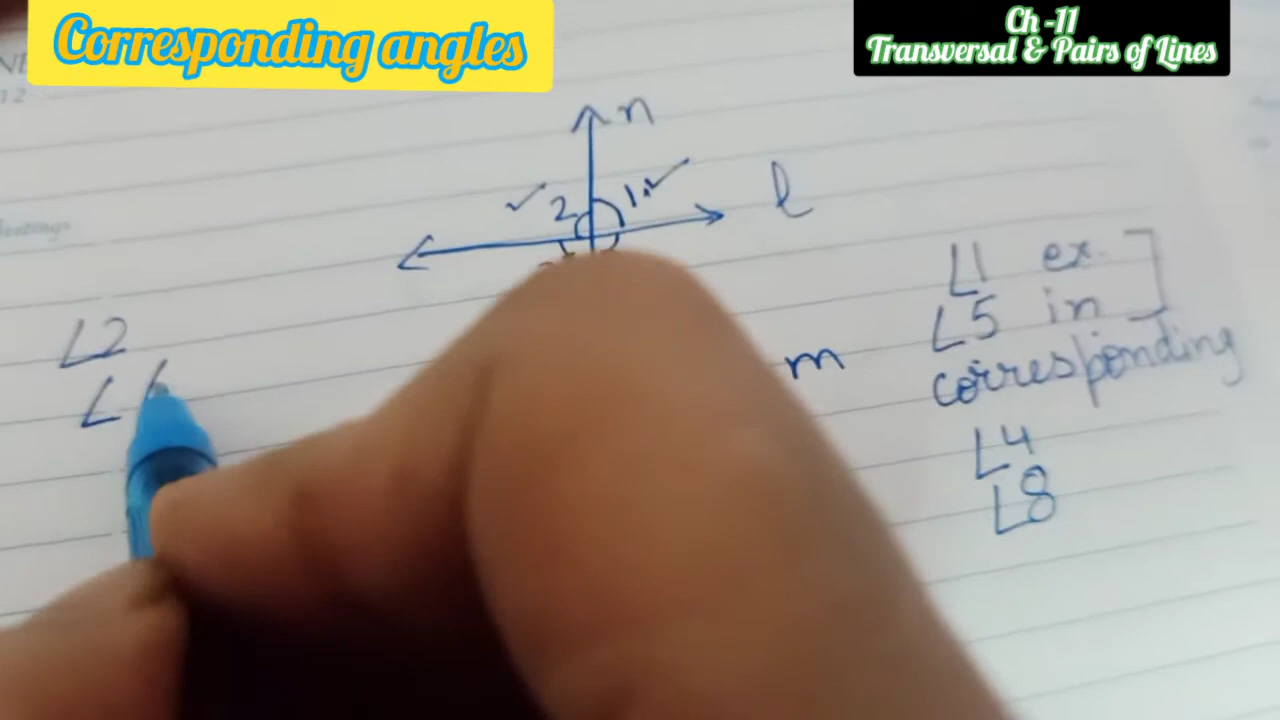 Corresponding angles
Ch -11
Transversal & Pairs of Lines
n
2 1
l
m
∠1 ex.
∠5 in
corresponding
∠4
∠8
∠2
∠